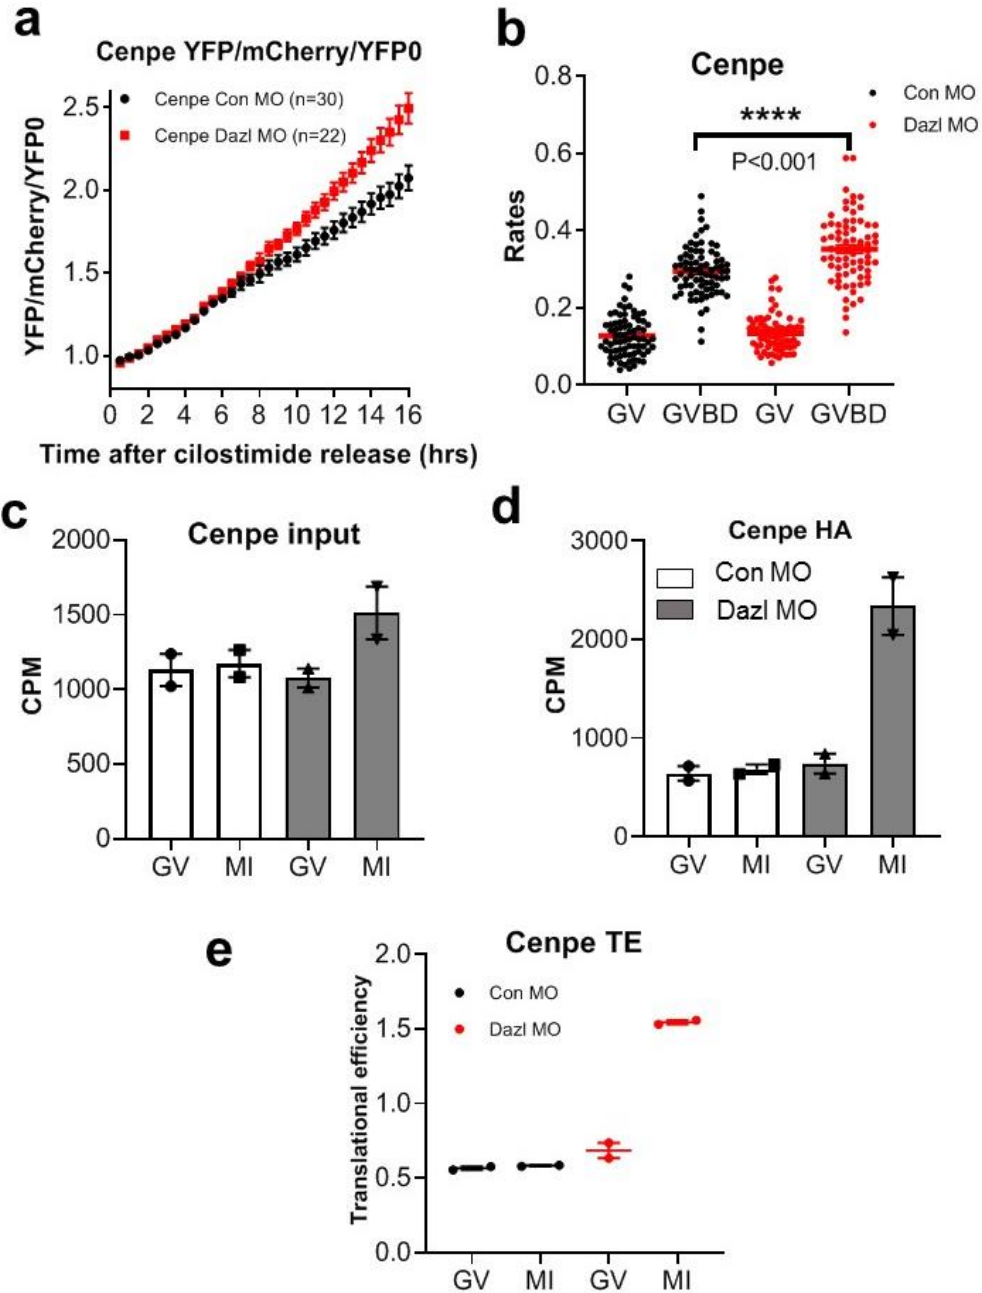 a
Cenpe YFP/mCherry/YFP0
YFP/mCherry/YFP0
2.5
2.0
1.5
1.0
Cenpe Con MO (n=30)
Cenpe Dazl MO (n=22)
0 2 4 6 8 10 12 14 16
Time after cilostimide release (hrs)
b
Cenpe
Rates
0.8
0.6
0.4
0.2
0.0
Con MO
Dazl MO
****
P<0.001
GV GVBD GV GVBD
c
Cenpe input
CPM
2000
1500
1000
500
0
GV MI GV MI
d
Cenpe HA
CPM
3000
2000
1000
0
Con MO
Dazl MO
GV MI GV MI
e
Cenpe TE
Translational efficiency
2.0
1.5
1.0
0.5
0.0
Con MO
Dazl MO
GV MI GV MI